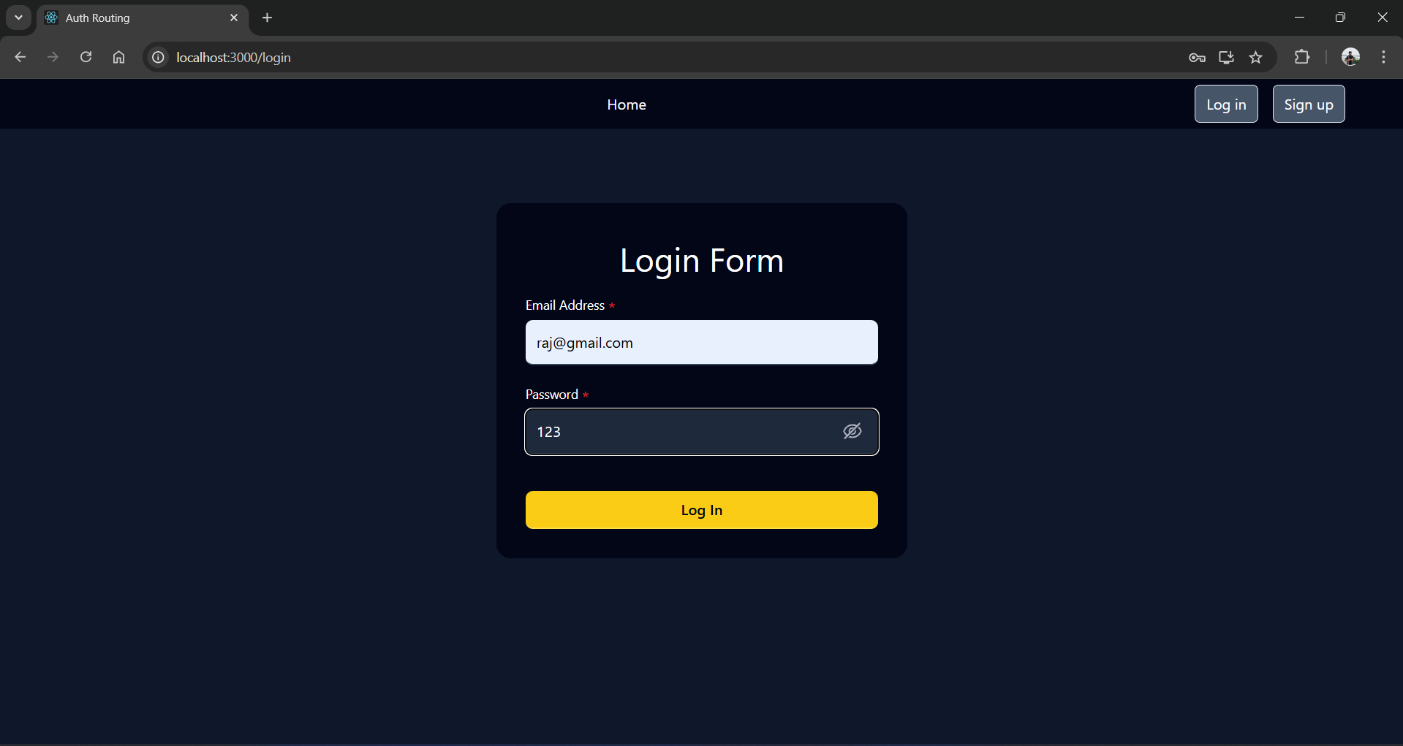 Auth Routing
localhost:3000/login
Home Log in Sign up
Login Form
Email Address *
raj@gmail.com
Password *
123
Log In